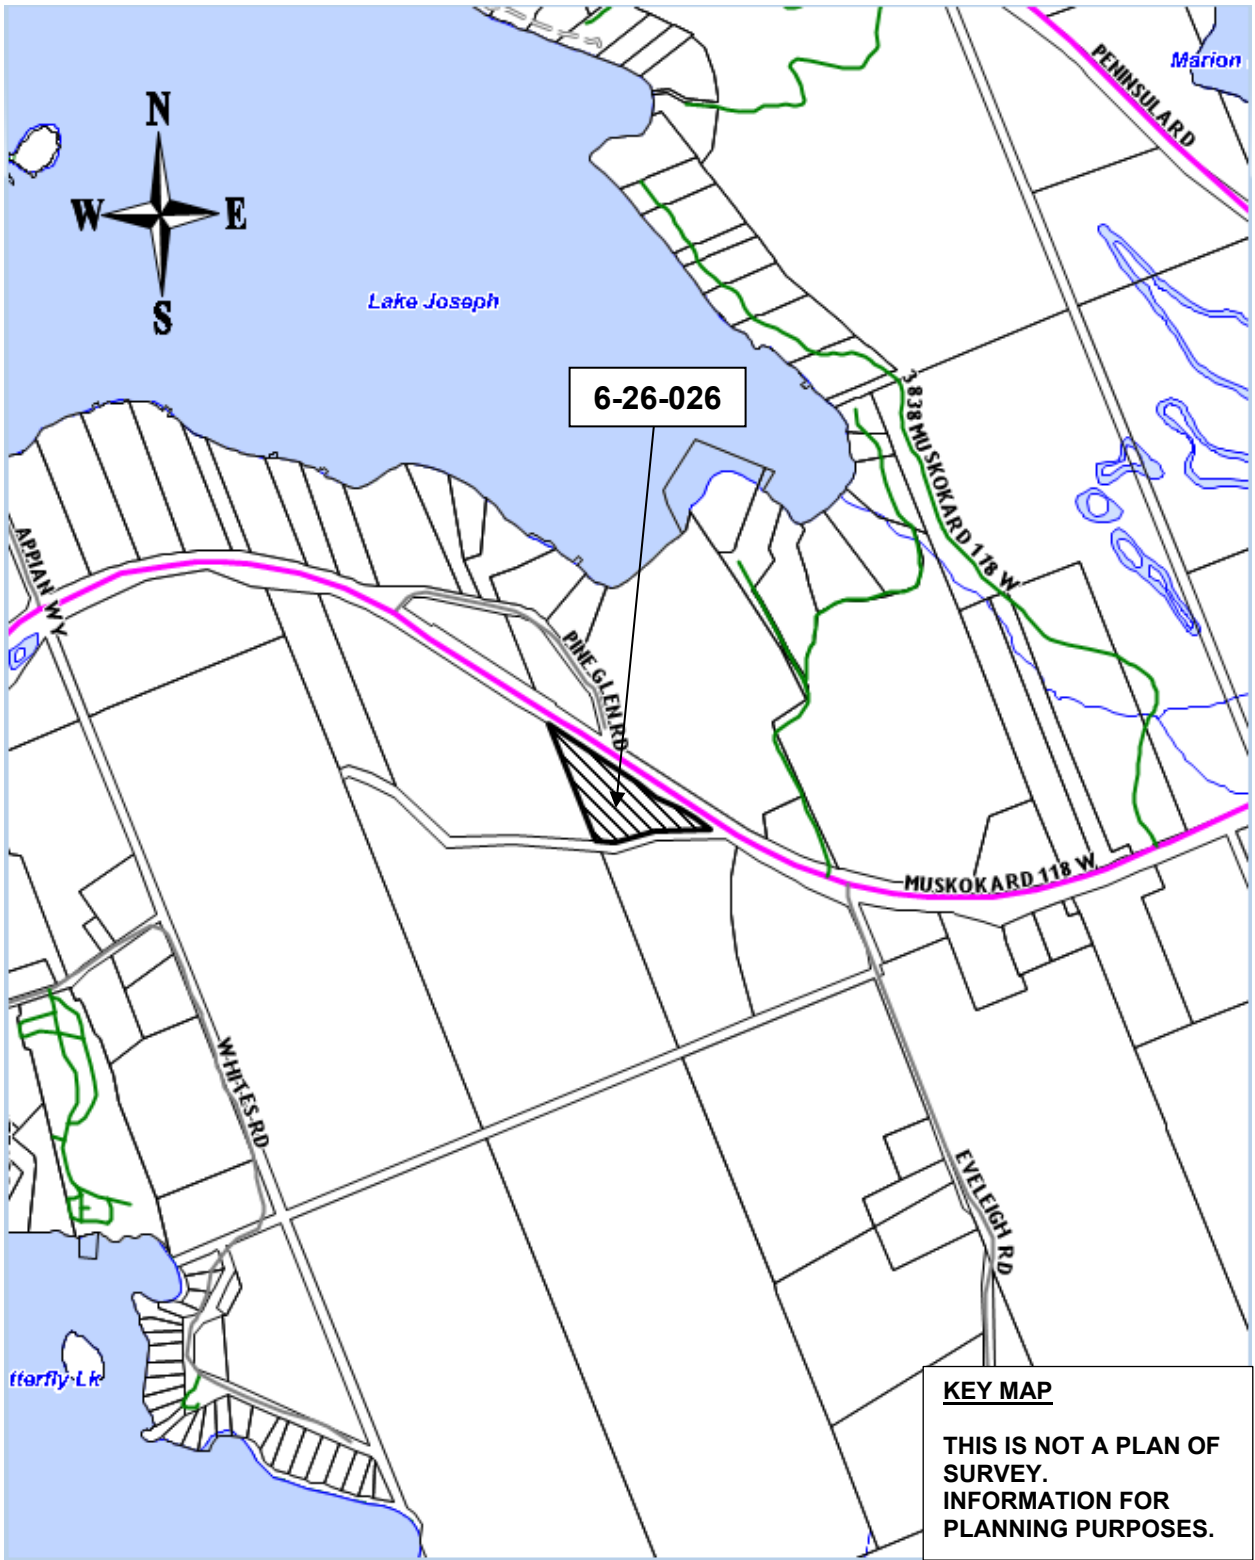 Marion
PENINSULA RD
N
W E
S
Lake Joseph
6-26-026
3 838 MUSKOKA RD 118 W
APPIAN WY
PINE GLEN RD
MUSKOKA RD 118 W
WHITES RD
EVELEIGH RD
tterfly Lk
KEY MAP
THIS IS NOT A PLAN OF
SURVEY.
INFORMATION FOR
PLANNING PURPOSES.